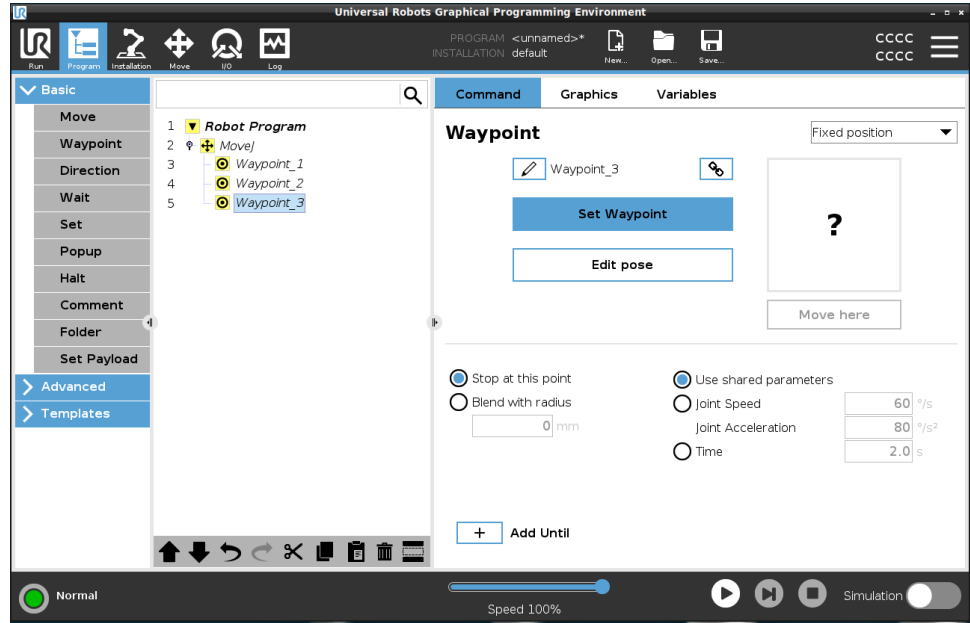 Universal Robots Graphical Programming Environment
UR
Run
Program
Installation
Move
I/O
Log
PROGRAM <unnamed>*
INSTALLATION default
New...
Open...
Save...
CCCC
CCCC
Basic
Move
Waypoint
Direction
Wait
Set
Popup
Halt
Comment
Folder
Set Payload
Advanced
Templates
1 Robot Program
2 MoveJ
3 Waypoint_1
4 Waypoint_2
5 Waypoint_3
Command Graphics Variables
Waypoint
Fixed position
Waypoint_3
Set Waypoint
Edit pose
?
Move here
Stop at this point
Blend with radius
0 mm
Use shared parameters
Joint Speed 60 °/s
Joint Acceleration 80 °/s²
Time 2.0 s
+ Add Until
Normal
Speed 100%
Simulation